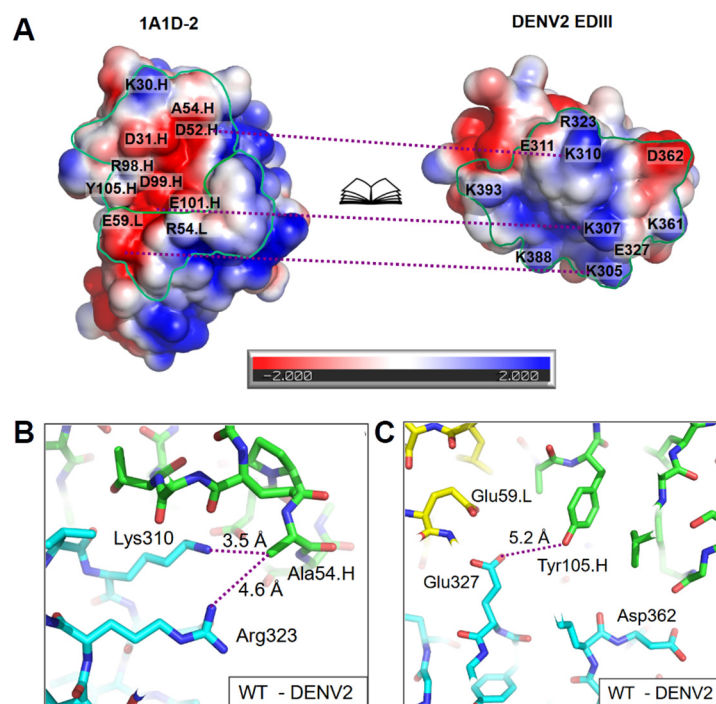 1A1D-2 DENV2 EDIII
A
K30.H
A54.H R323
D52.H E311
D31.H K310 D362
R98.H
D99.H K393
Y105.H
E101.H
E59.L R54.L K307 K361
E327
K388
K305
-2.000 2.000
B
Lys310
3.5 Å
Ala54.H
4.6 Å
Arg323
WT - DENV2
C
Glu59.L
5.2 Å
Tyr105.H
Glu327
Asp362
WT - DENV2